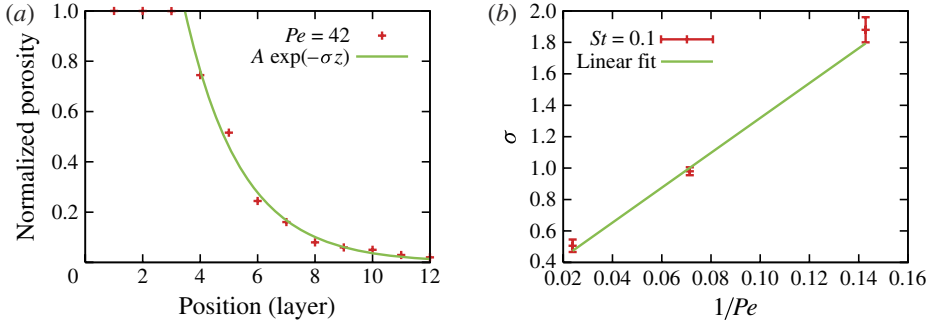 (a)
1.0
0.8
0.6
0.4
0.2
0
2
4
6
8
10
12
Normalized porosity
Position (layer)
Pe = 42
A exp(−σz)
(b)
2.0
1.8
1.6
1.4
1.2
1.0
0.8
0.6
0.4
0.02
0.04
0.06
0.08
0.10
0.12
0.14
0.16
σ
1/Pe
St = 0.1
Linear fit